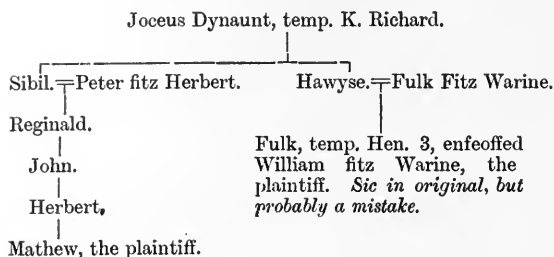 Joceus Dynaunt, temp. K. Richard.
Sibil.=Peter fitz Herbert. Hawyse.=Fulk Fitz Warine.
Reginald.
John.
Herbert,
Mathew, the plaintiff.
Fulk, temp. Hen. 3, enfeoffed
William fitz Warine, the
plaintiff. Sic in original, but
probably a mistake.